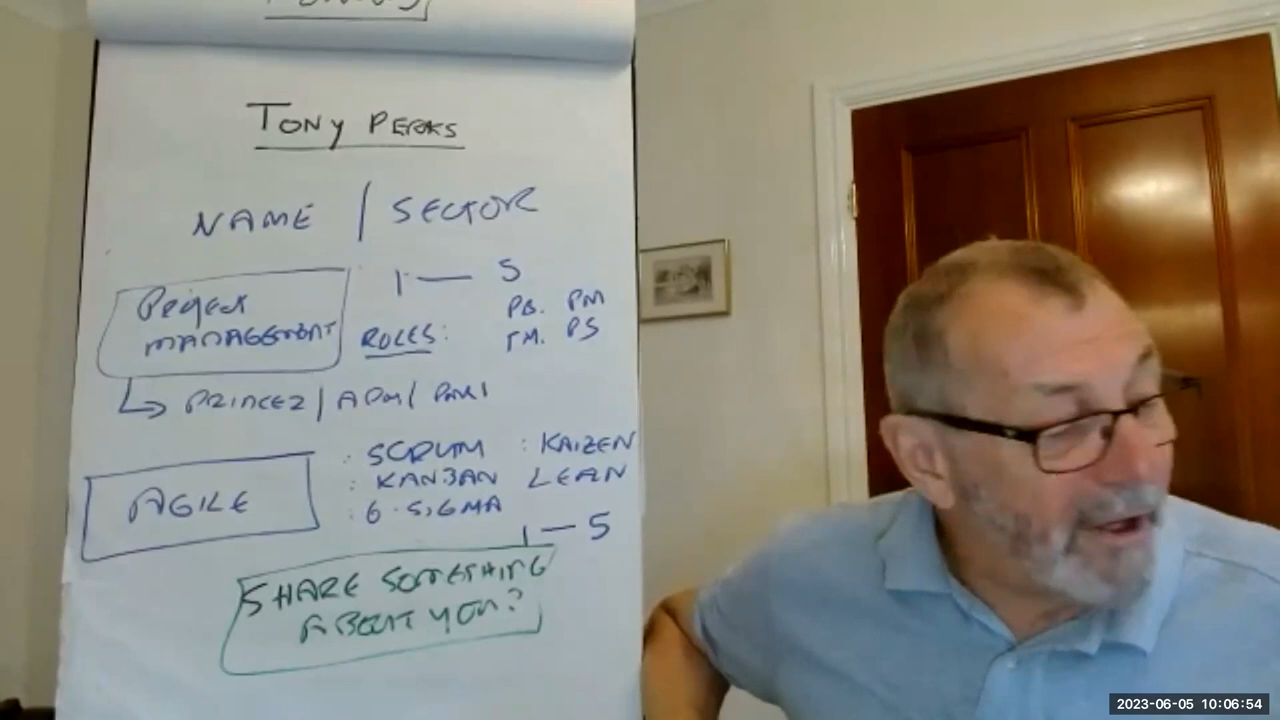 TONY PERKS
NAME / SECTOR
Project
MANAGEMENT
1 — 5
ROLES:
PB. PM
TM. PS
↳ PRINCE2 / APM / PMI
AGILE
: SCRUM : KAIZEN
: KANBAN LEAN
: 6 SIGMA
1 — 5
SHARE SOMETHING
ABOUT YOU?
2023-06-05 10:06:54